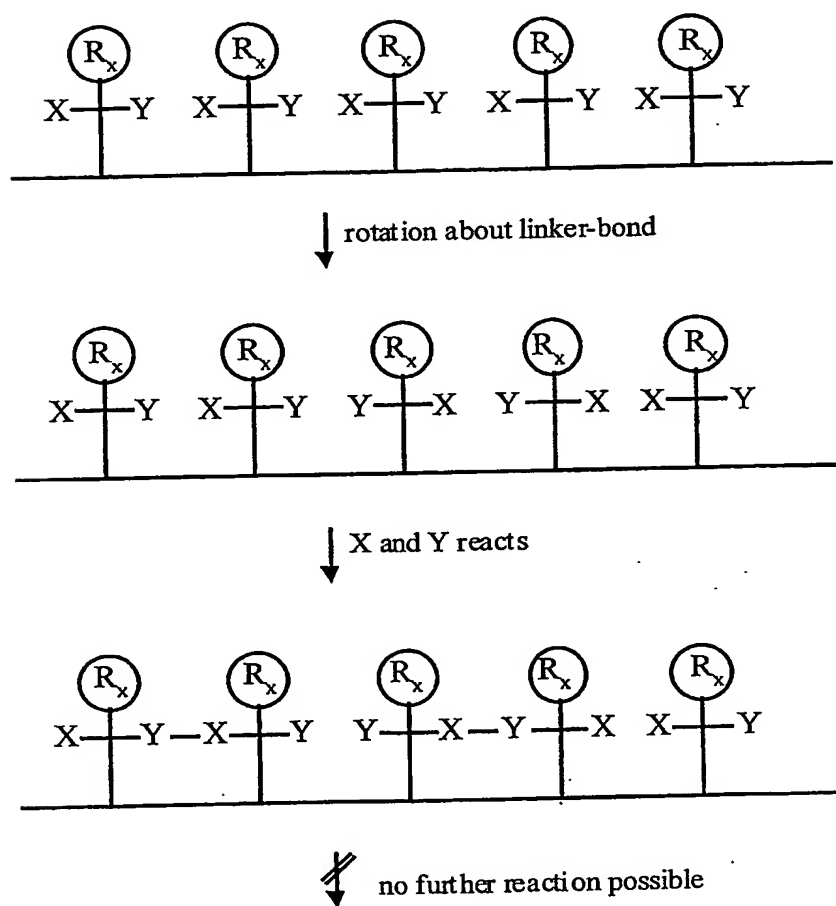 Rx Rx Rx Rx Rx
X Y X Y X Y X Y X Y
rotation about linker-bond
Rx Rx Rx Rx Rx
X Y X Y Y X Y X X Y
X and Y reacts
Rx Rx Rx Rx Rx
X Y X Y Y X Y X X Y
no further reaction possible